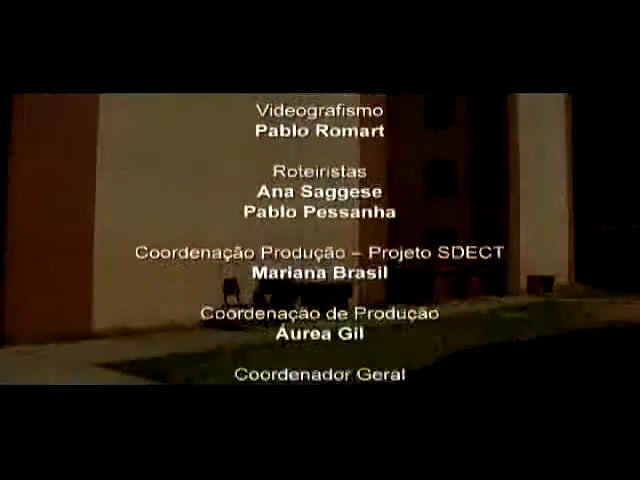 Videografismo
Pablo Romart
Roteiristas
Ana Saggese
Pablo Pessanha
Coordenação Produção – Projeto SDECT
Mariana Brasil
Coordenação de Produção
Áurea Gil
Coordenador Geral